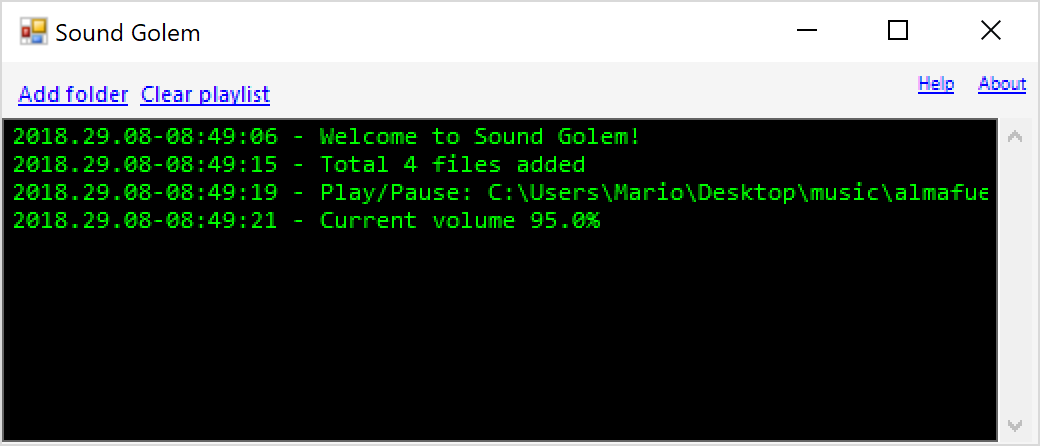 Sound Golem
Add folder Clear playlist Help About
2018.29.08-08:49:06 - Welcome to Sound Golem!
2018.29.08-08:49:15 - Total 4 files added
2018.29.08-08:49:19 - Play/Pause: C:\Users\Mario\Desktop\music\almafue
2018.29.08-08:49:21 - Current volume 95.0%